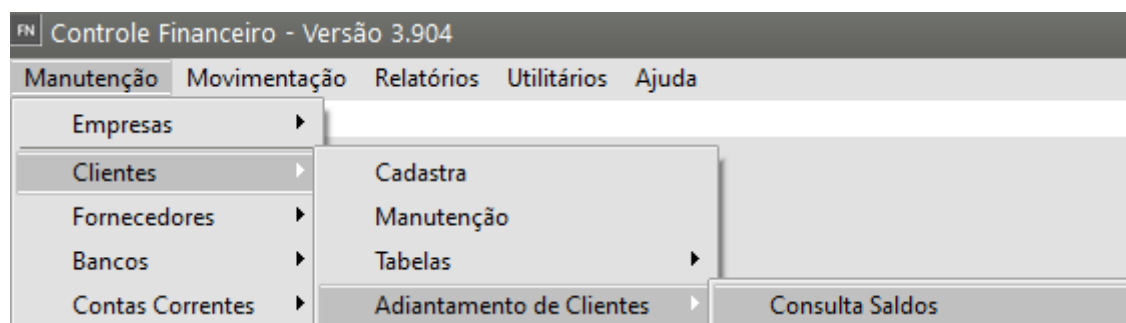 FN Controle Financeiro - Versão 3.904
Manutenção Movimentação Relatórios Utilitários Ajuda
Empresas
Clientes Cadastra
Fornecedores Manutenção
Bancos Tabelas
Contas Correntes Adiantamento de Clientes Consulta Saldos